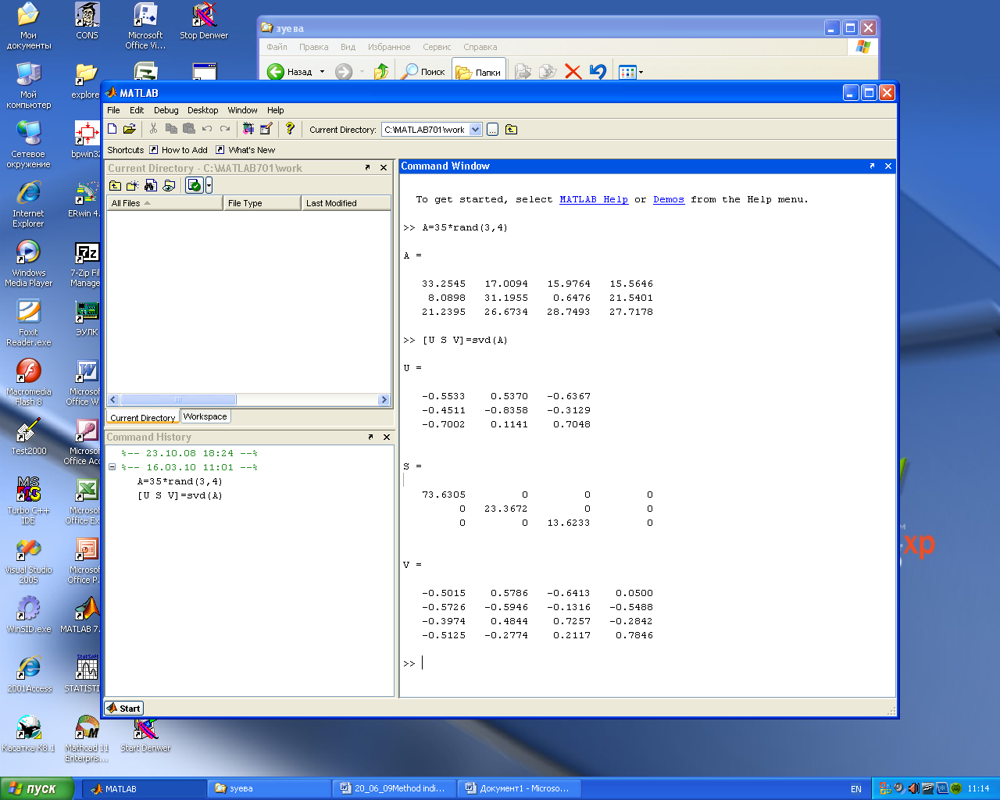 Мои документы
CONS
Microsoft Office Vi...
Stop Denwer
Мой компьютер
explore
Сетевое окружение
bpwin32
Internet Explorer
ERwin 4.
Windows Media Player
7-Zip Fil Manage
Foxit Reader.exe
ЭУЛК
Macromedia Flash 8
Microsof Office W
Test2000
Microsof Office Acc
Turbo C++ IDE
Microsof Office Ex
Visual Studio 2005
Microsof Office P.
WinSID.exe
MATLAB 7.
2001Access
STATISTI
Касатка К8.1
Mathcad 11 Enterpris...
Start Denwer
зуева
Файл Правка Вид Избранное Сервис Справка
Назад Поиск Папки
MATLAB
File Edit Debug Desktop Window Help
Current Directory: C:\MATLAB701\work ...
Shortcuts How to Add What's New
Current Directory - C:\MATLAB701\work
All Files File Type Last Modified
Current Directory Workspace
Command History
%-- 23.10.08 18:24 --%
%-- 16.03.10 11:01 --%
A=35*rand(3,4)
[U S V]=svd(A)
Command Window
To get started, select MATLAB Help or Demos from the Help menu.
>> A=35*rand(3,4)
A =
33.2545 17.0094 15.9764 15.5646
8.0898 31.1955 0.6476 21.5401
21.2395 26.6734 28.7493 27.7178
>> [U S V]=svd(A)
U =
-0.5533 0.5370 -0.6367
-0.4511 -0.8358 -0.3129
-0.7002 0.1141 0.7048
S =
73.6305 0 0 0
0 23.3672 0 0
0 0 13.6233 0
V =
-0.5015 0.5786 -0.6413 0.0500
-0.5726 -0.5946 -0.1316 -0.5488
-0.3974 0.4844 0.7257 -0.2842
-0.5125 -0.2774 0.2117 0.7846
>>
Start
xp
пуск
MATLAB
зуева
20_06_09Method indi...
Документ1 - Microso...
EN
11:14